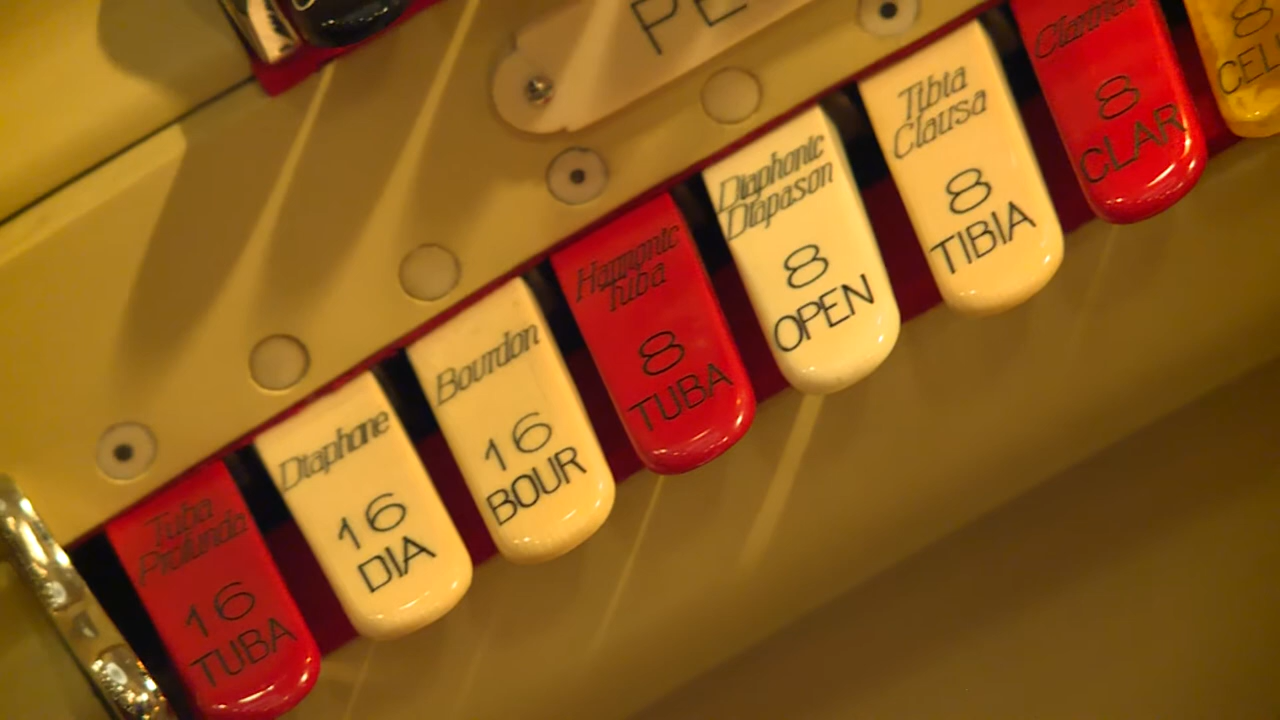 PE
Tuba
Profunda
16
TUBA
Diaphone
16
DIA
Bourdon
16
BOUR
Harmonic
Tuba
8
TUBA
Diaphonic
Diapason
8
OPEN
Tibia
Clausa
8
TIBIA
Clarinet
8
CLAR
8
CEL